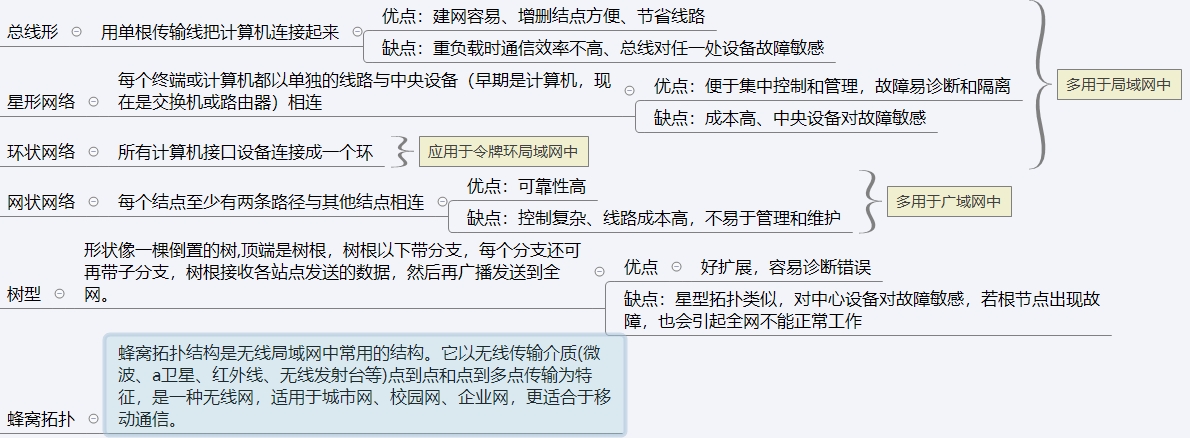 总线形
用单根传输线把计算机连接起来
优点：建网容易、增删结点方便、节省线路
缺点：重负载时通信效率不高、总线对任一处设备故障敏感
星形网络
每个终端或计算机都以单独的线路与中央设备（早期是计算机，现
在是交换机或路由器）相连
优点：便于集中控制和管理，故障易诊断和隔离
缺点：成本高、中央设备对故障敏感
多用于局域网中
环状网络
所有计算机接口设备连接成一个环
应用于令牌环局域网中
网状网络
每个结点至少有两条路径与其他结点相连
优点：可靠性高
缺点：控制复杂、线路成本高，不易于管理和维护
多用于广域网中
树型
形状像一棵倒置的树,顶端是树根，树根以下带分支，每个分支还可
再带子分支，树根接收各站点发送的数据，然后再广播发送到全
网。
优点
好扩展，容易诊断错误
缺点：星型拓扑类似，对中心设备对故障敏感，若根节点出现故
障，也会引起全网不能正常工作
蜂窝拓扑
蜂窝拓扑结构是无线局域网中常用的结构。它以无线传输介质(微
波、a卫星、红外线、无线发射台等)点到点和点到多点传输为特
征，是一种无线网，适用于城市网、校园网、企业网，更适合于移
动通信。